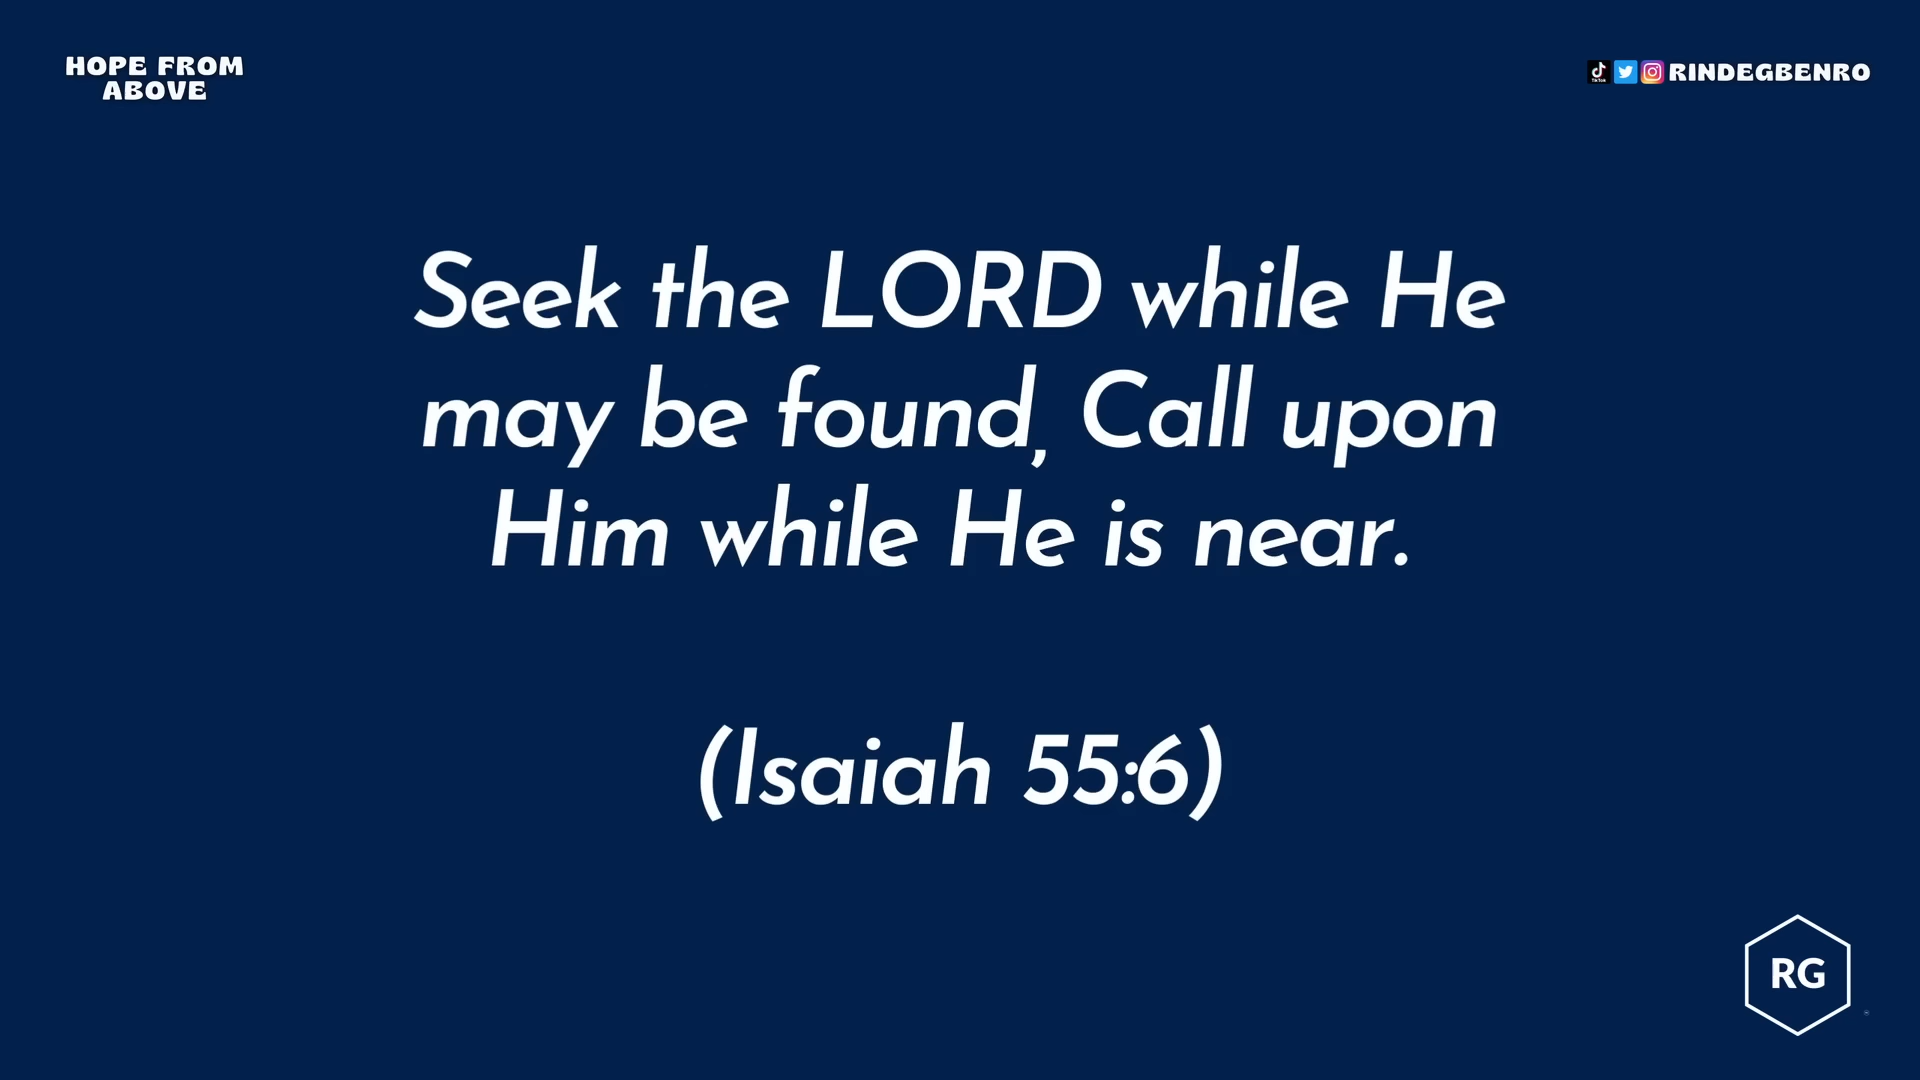 HOPE FROM
ABOVE
TikTok
RINDEGBENRO
Seek the LORD while He
may be found, Call upon
Him while He is near.
(Isaiah 55:6)
RG